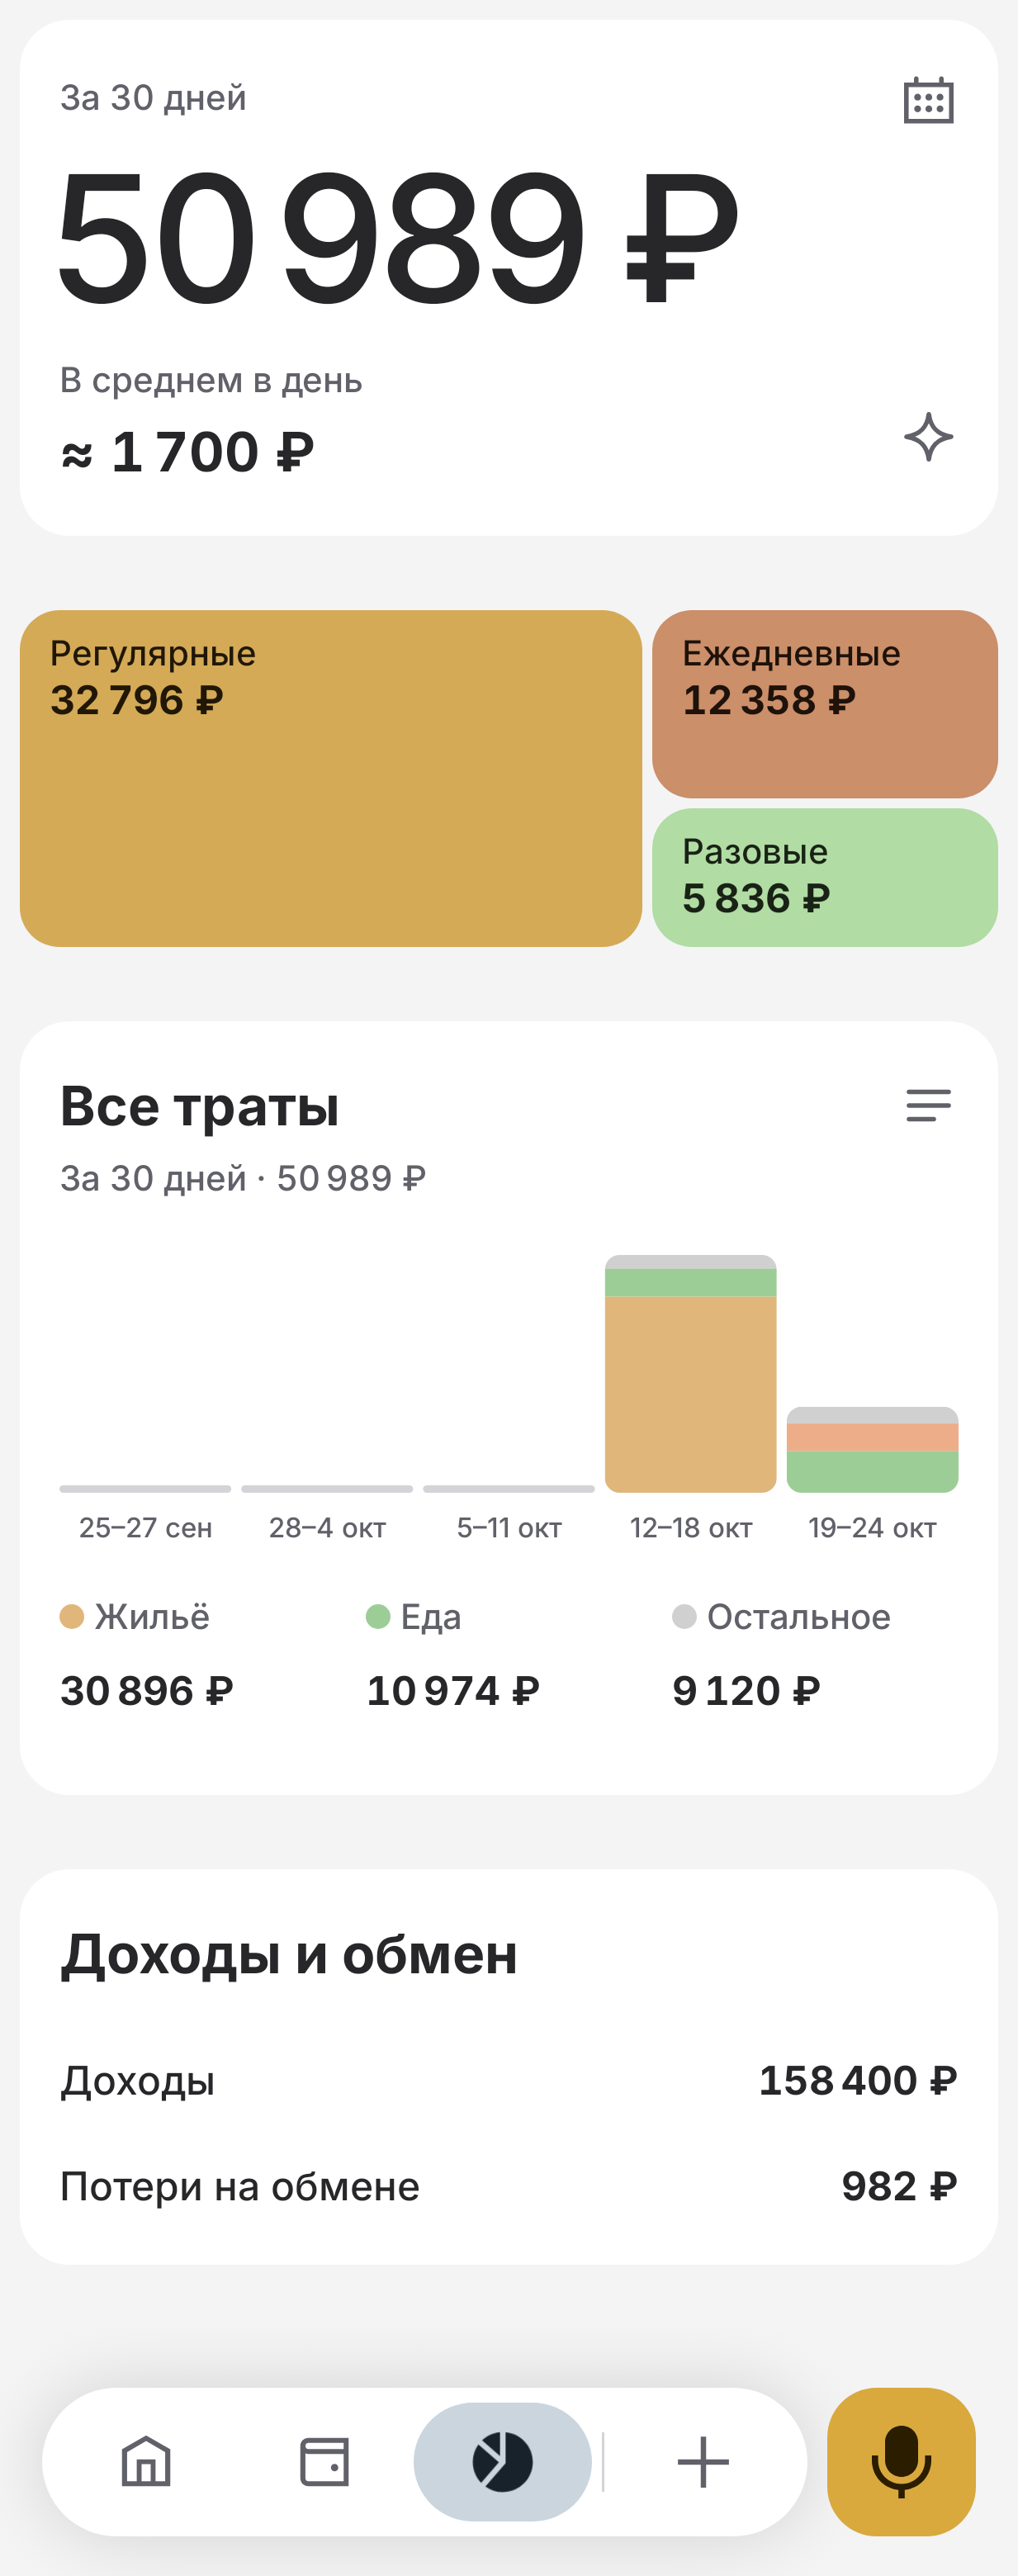 За 30 дней
50 989 ₽
В среднем в день
≈ 1 700 ₽
Регулярные
32 796 ₽
Ежедневные
12 358 ₽
Разовые
5 836 ₽
Все траты
За 30 дней · 50 989 ₽
25–27 сен 28–4 окт 5–11 окт 12–18 окт 19–24 окт
Жильё Еда Остальное
30 896 ₽ 10 974 ₽ 9 120 ₽
Доходы и обмен
Доходы 158 400 ₽
Потери на обмене 982 ₽